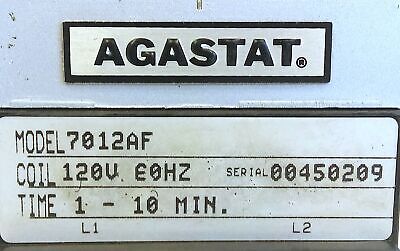 AGASTAT®
MODEL 7012AF
COIL 120V 60HZ SERIAL 00450209
TIME 1 - 10 MIN.
L1 L2